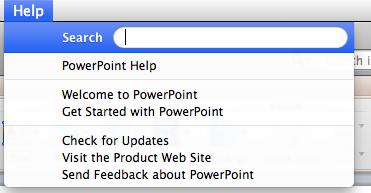 Help
Search
PowerPoint Help
Welcome to PowerPoint
Get Started with PowerPoint
Check for Updates
Visit the Product Web Site
Send Feedback about PowerPoint